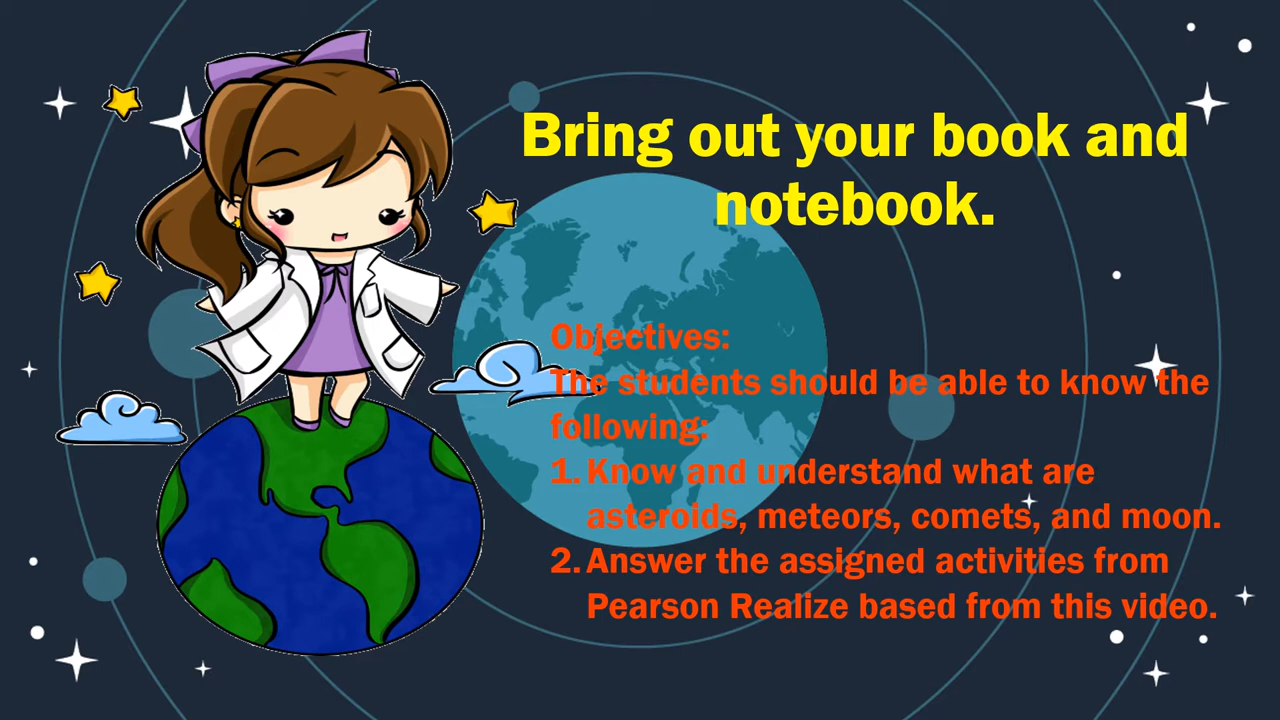 Bring out your book and
notebook.
Objectives:
The students should be able to know the
following:
1. Know and understand what are
asteroids, meteors, comets, and moon.
2. Answer the assigned activities from
Pearson Realize based from this video.